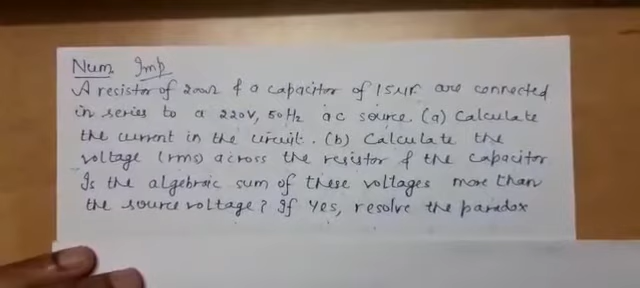 Num Imp
A resistor of 200Ω & a capacitor of 15μF. are connected
in series to a 220V, 50Hz ac source. (a) Calculate
the current in the circuit. (b) Calculate the
voltage (rms) across the resistor & the capacitor
Is the algebraic sum of these voltages more than
the source voltage? If yes, resolve the paradox